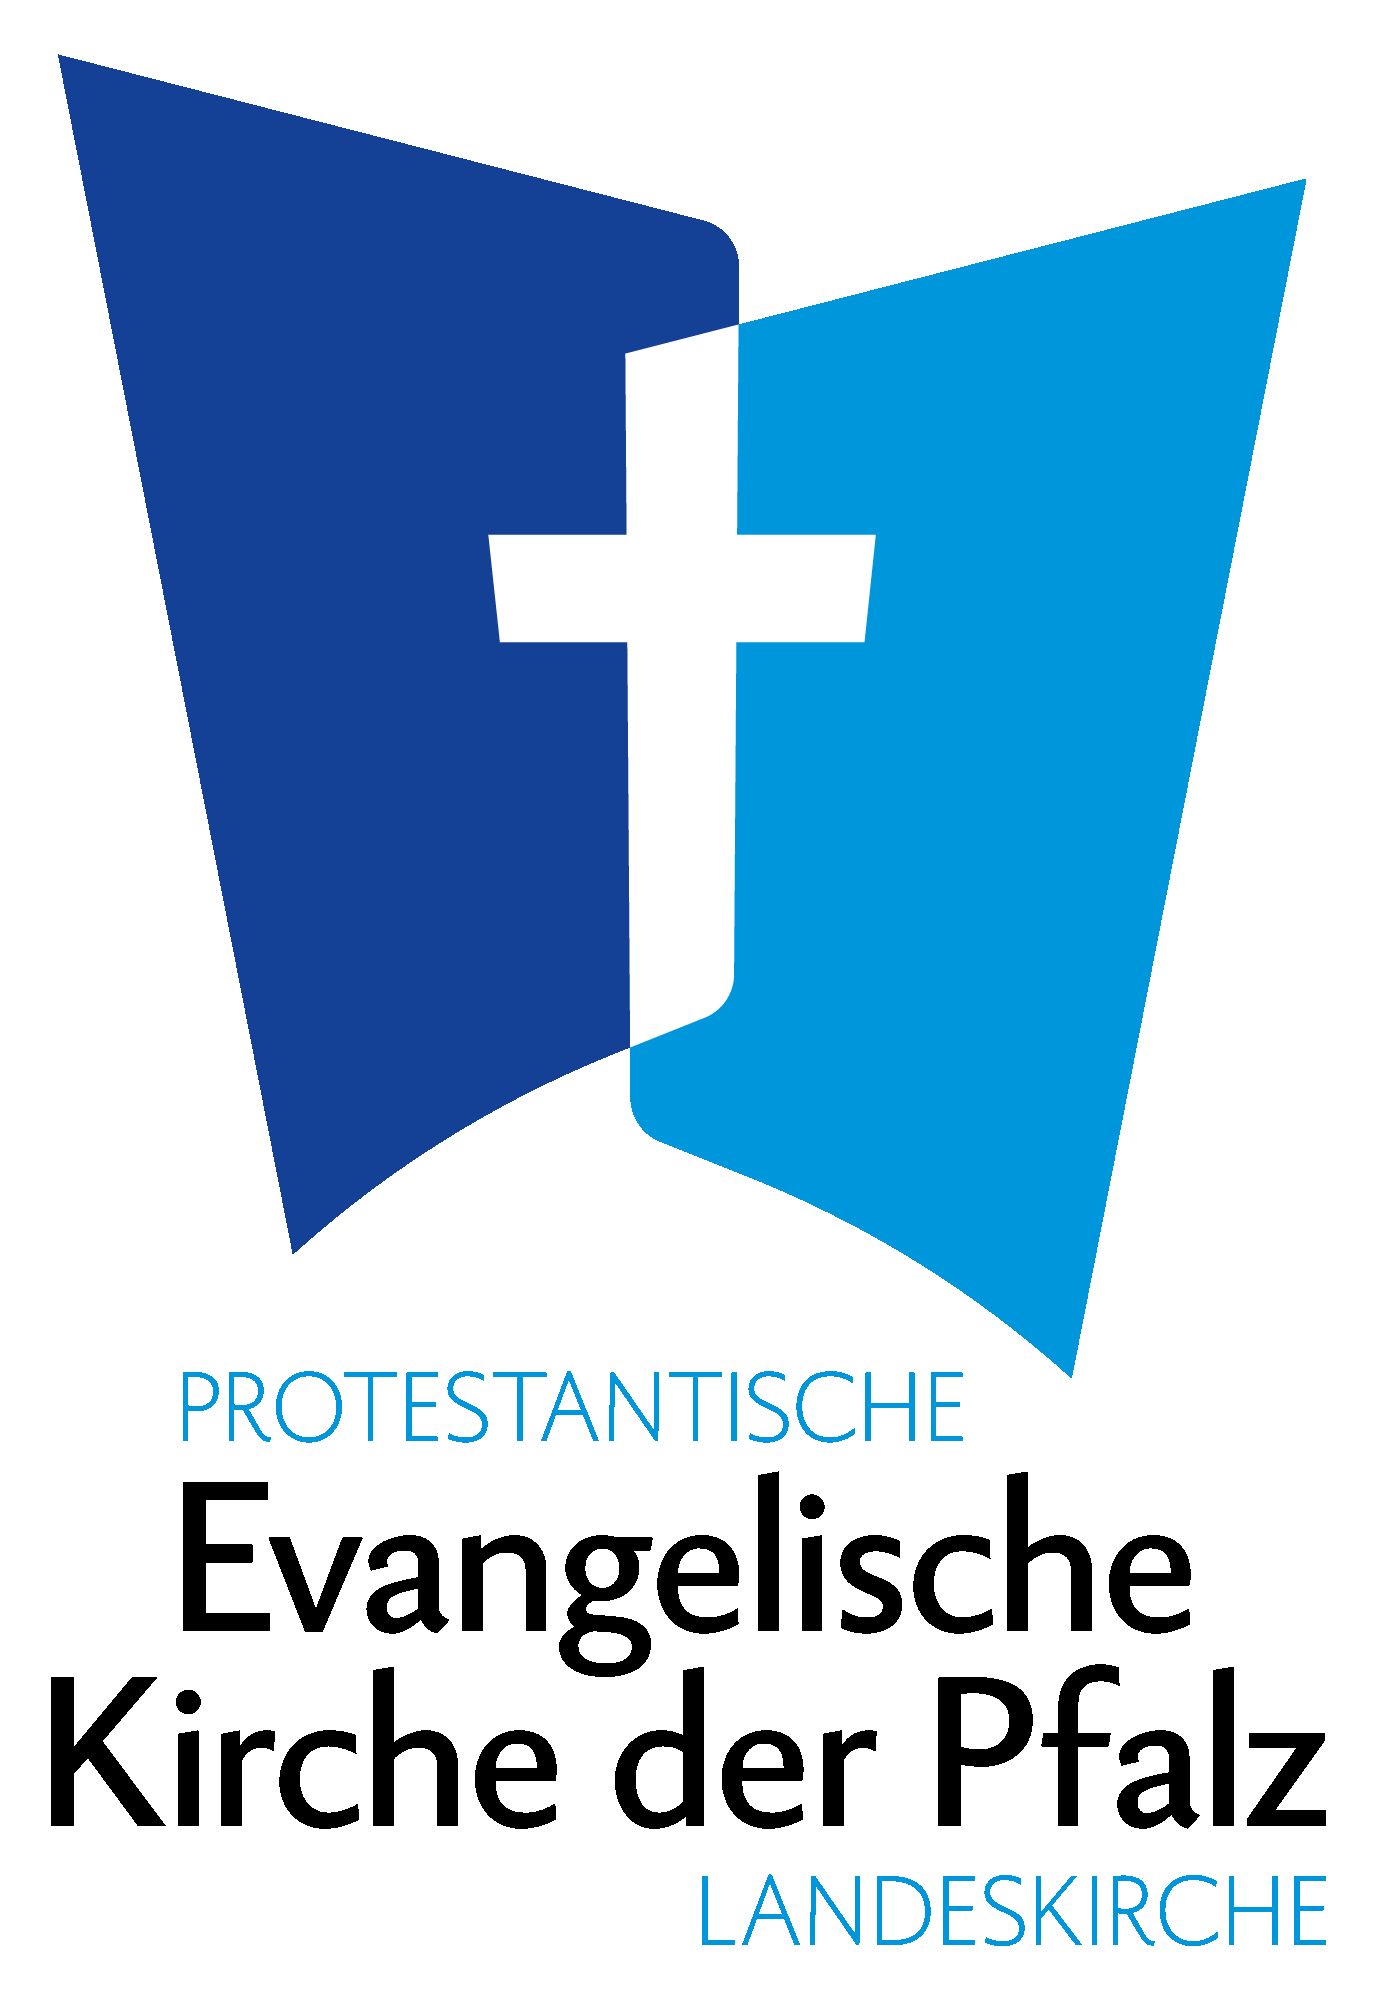 PROTESTANTISCHE
Evangelische
Kirche der Pfalz
LANDESKIRCHE